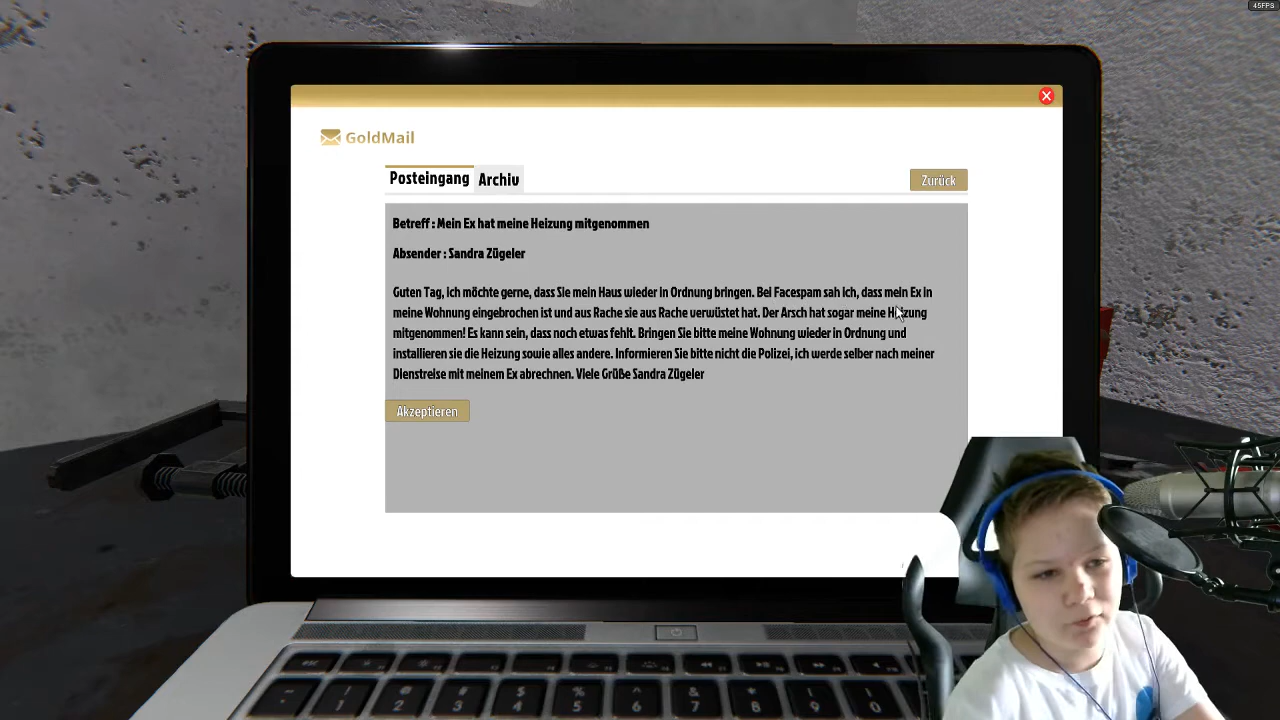 45FPS
GoldMail
Posteingang Archiv
Zurück
Betreff : Mein Ex hat meine Heizung mitgenommen
Absender : Sandra Zügeler
Guten Tag, ich möchte gerne, dass Sie mein Haus wieder in Ordnung bringen. Bei Facespam sah ich, dass mein Ex in
meine Wohnung eingebrochen ist und aus Rache sie aus Rache verwüstet hat. Der Arsch hat sogar meine Heizung
mitgenommen! Es kann sein, dass noch etwas fehlt. Bringen Sie bitte meine Wohnung wieder in Ordnung und
installieren sie die Heizung sowie alles andere. Informieren Sie bitte nicht die Polizei, ich werde selber nach meiner
Dienstreise mit meinem Ex abrechnen. Viele Grüße Sandra Zügeler
Akzeptieren